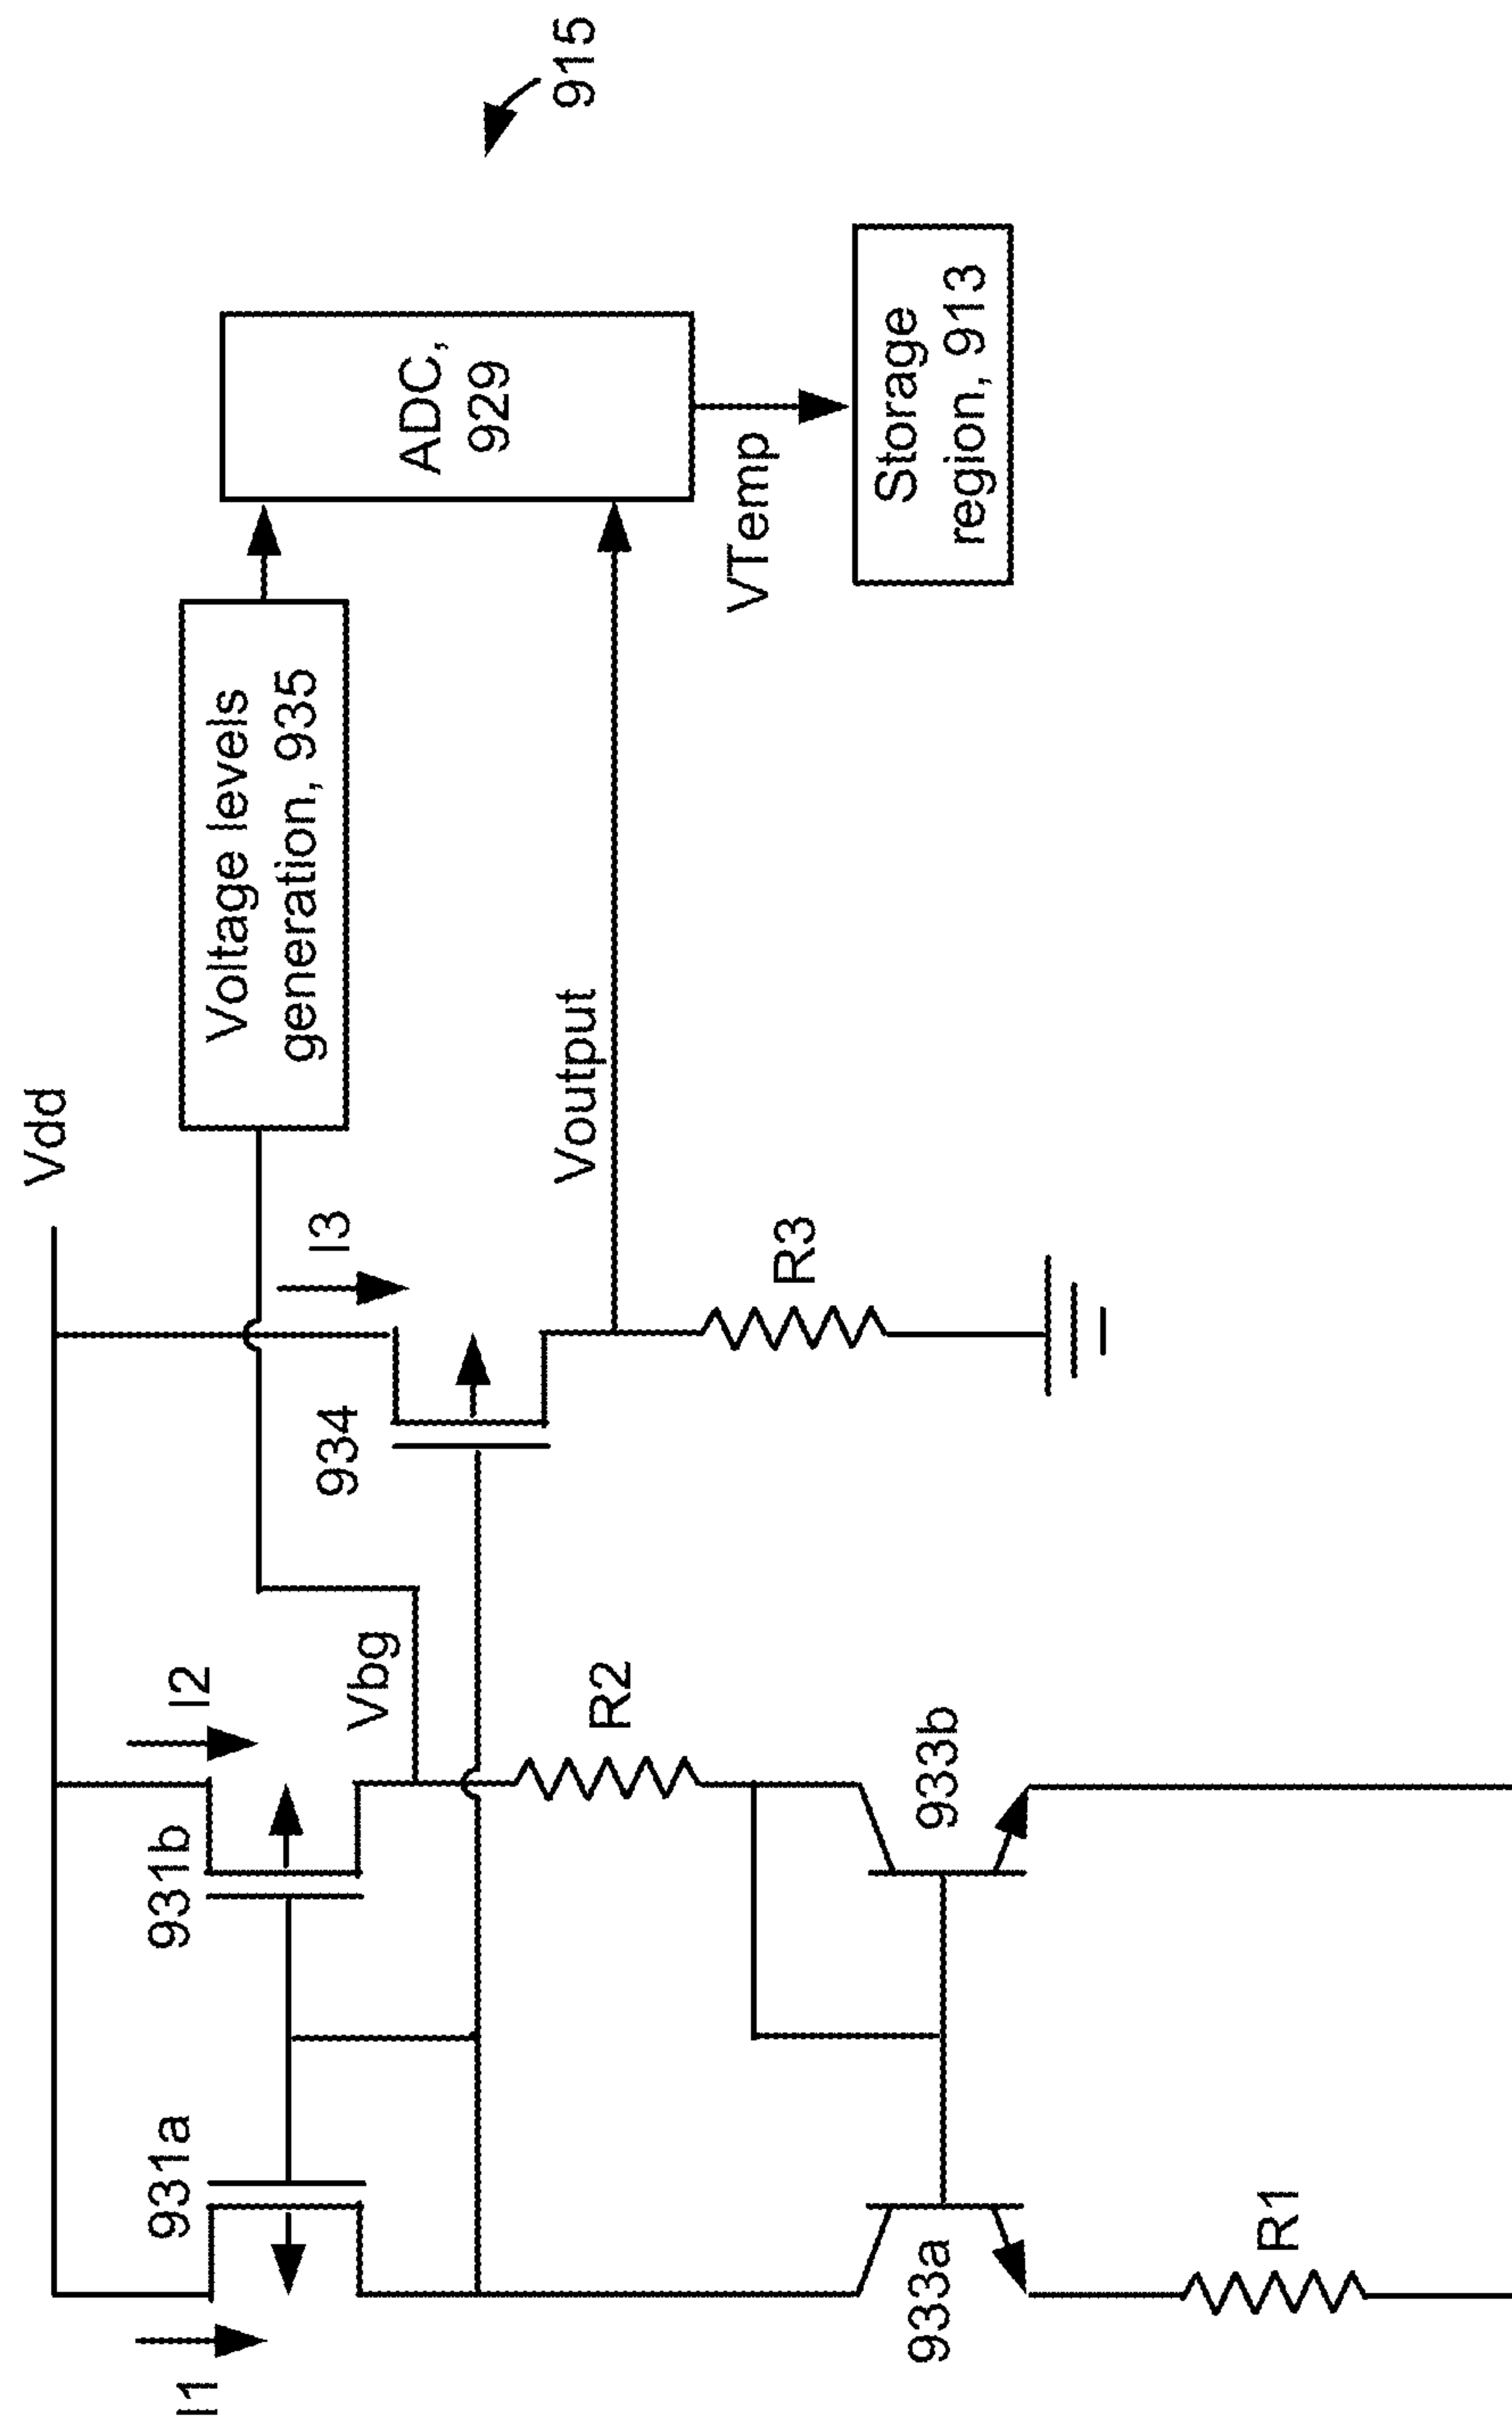 915
Vdd
I1
931a
931b
I2
Vbg
934
I3
Voltage levels
generation, 935
ADC,
929
Voutput
VTemp
Storage
region, 913
R2
R3
933a
933b
R1